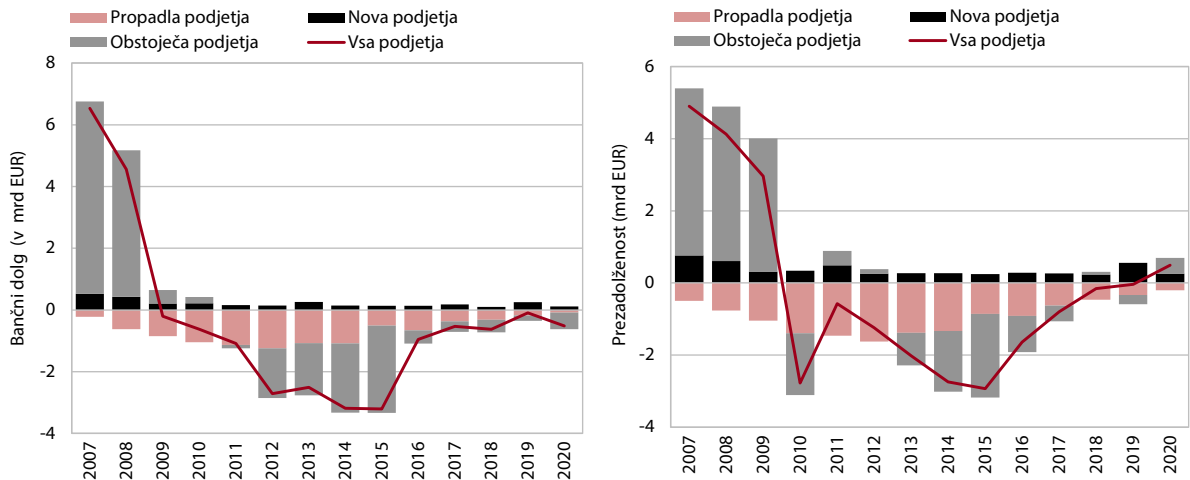 Propadla podjetja Nova podjetja
Obstoječa podjetja Vsa podjetja
Bančni dolg (v mrd EUR)
8
6
4
2
0
-2
-4
2007 2008 2009 2010 2011 2012 2013 2014 2015 2016 2017 2018 2019 2020
Propadla podjetja Nova podjetja
Obstoječa podjetja Vsa podjetja
Prezadolženost (mrd EUR)
6
4
2
0
-2
-4
2007 2008 2009 2010 2011 2012 2013 2014 2015 2016 2017 2018 2019 2020